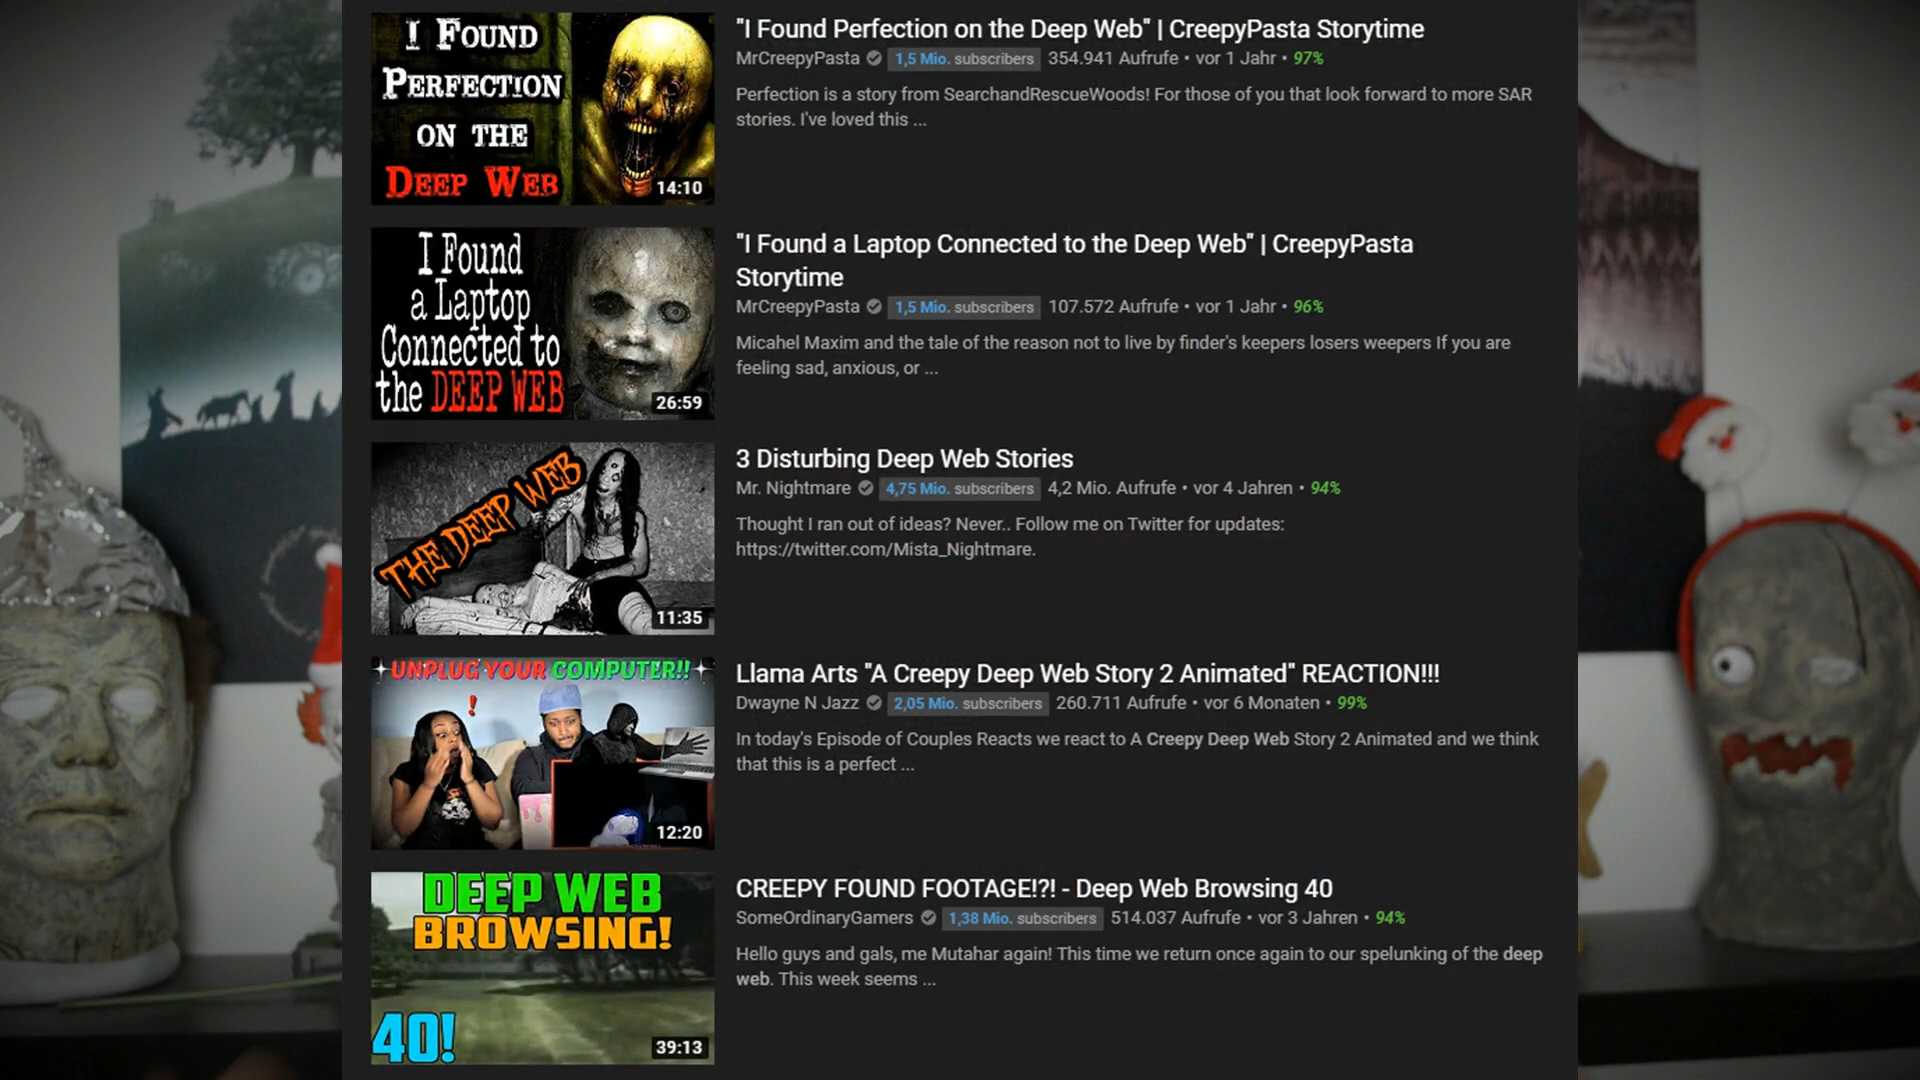 I FOUND
PERFECTION
ON THE
DEEP WEB
14:10
"I Found Perfection on the Deep Web" | CreepyPasta Storytime
MrCreepyPasta 1,5 Mio. subscribers 354.941 Aufrufe • vor 1 Jahr • 97%
Perfection is a story from SearchandRescueWoods! For those of you that look forward to more SAR
stories. I've loved this ...
I Found
a Laptop
Connected to
the DEEP WEB
26:59
"I Found a Laptop Connected to the Deep Web" | CreepyPasta
Storytime
MrCreepyPasta 1,5 Mio. subscribers 107.572 Aufrufe • vor 1 Jahr • 96%
Micahel Maxim and the tale of the reason not to live by finder's keepers losers weepers If you are
feeling sad, anxious, or ...
THE DEEP WEB
11:35
3 Disturbing Deep Web Stories
Mr. Nightmare 4,75 Mio. subscribers 4,2 Mio. Aufrufe • vor 4 Jahren • 94%
Thought I ran out of ideas? Never.. Follow me on Twitter for updates:
https://twitter.com/Mista_Nightmare.
UNPLUG YOUR COMPUTER!!
!
12:20
Llama Arts "A Creepy Deep Web Story 2 Animated" REACTION!!!
Dwayne N Jazz 2,05 Mio. subscribers 260.711 Aufrufe • vor 6 Monaten • 99%
In today's Episode of Couples Reacts we react to A Creepy Deep Web Story 2 Animated and we think
that this is a perfect ...
DEEP WEB
BROWSING!
40!
39:13
CREEPY FOUND FOOTAGE!?! - Deep Web Browsing 40
SomeOrdinaryGamers 1,38 Mio. subscribers 514.037 Aufrufe • vor 3 Jahren • 94%
Hello guys and gals, me Mutahar again! This time we return once again to our spelunking of the deep
web. This week seems ...